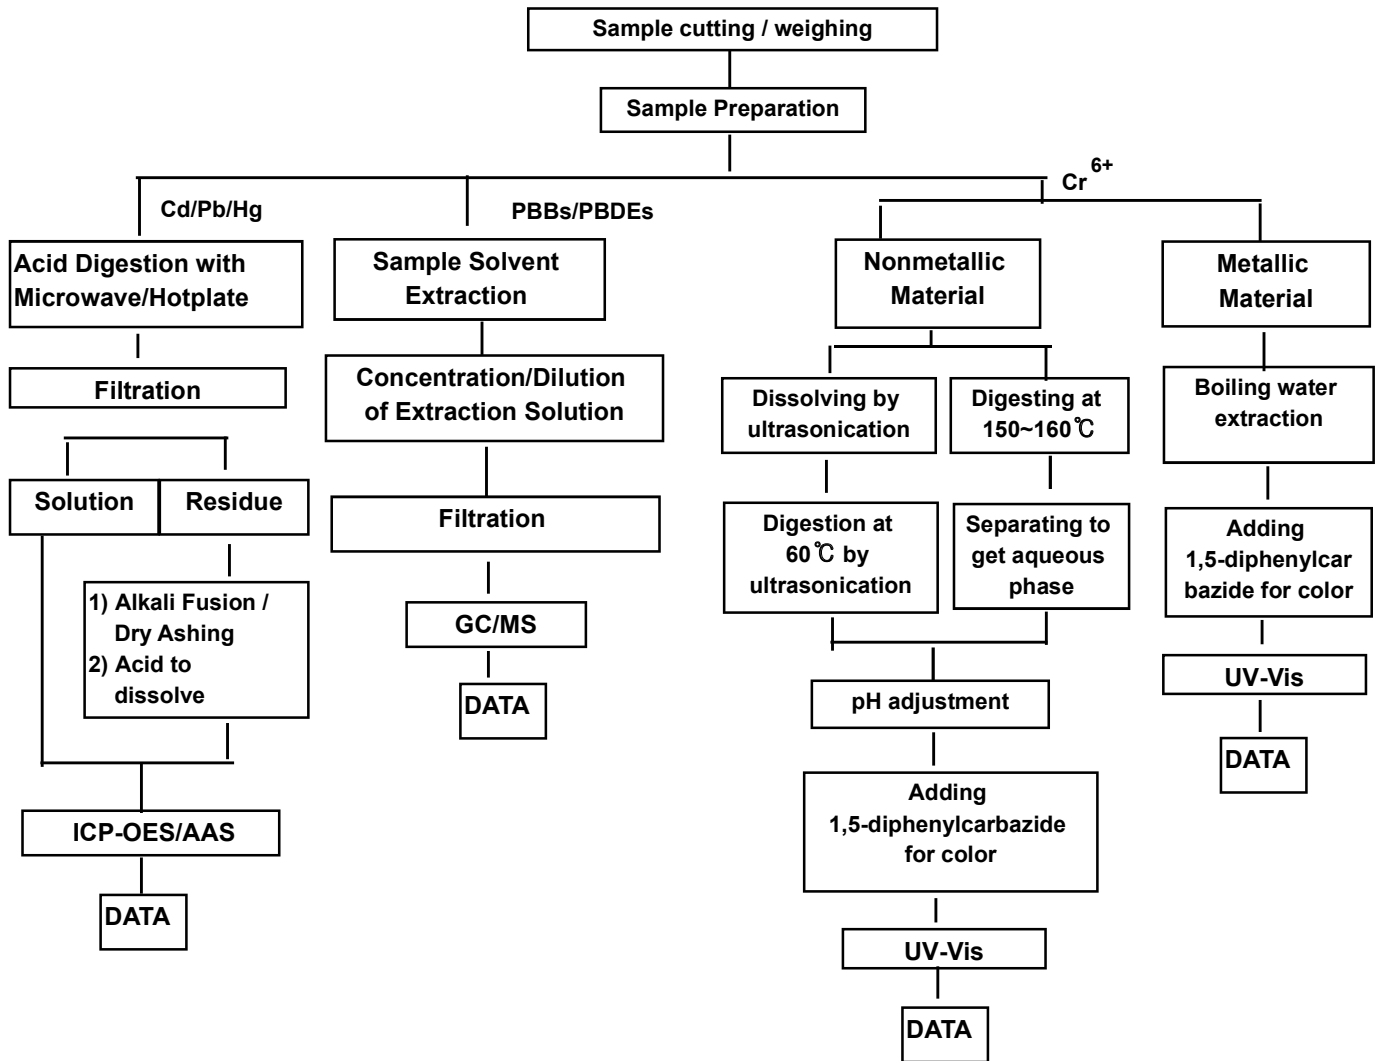 Sample cutting / weighing
Sample Preparation
Cd/Pb/Hg
PBBs/PBDEs
Cr 6+
Acid Digestion with
Microwave/Hotplate
Filtration
Solution
Residue
1) Alkali Fusion /
Dry Ashing
2) Acid to
dissolve
ICP-OES/AAS
DATA
Sample Solvent
Extraction
Concentration/Dilution
of Extraction Solution
Filtration
GC/MS
DATA
Nonmetallic
Material
Dissolving by
ultrasonication
Digestion at
60℃ by
ultrasonication
Digesting at
150~160℃
Separating to
get aqueous
phase
pH adjustment
Adding
1,5-diphenylcarbazide
for color
UV-Vis
DATA
Metallic
Material
Boiling water
extraction
Adding
1,5-diphenylcar
bazide for color
UV-Vis
DATA